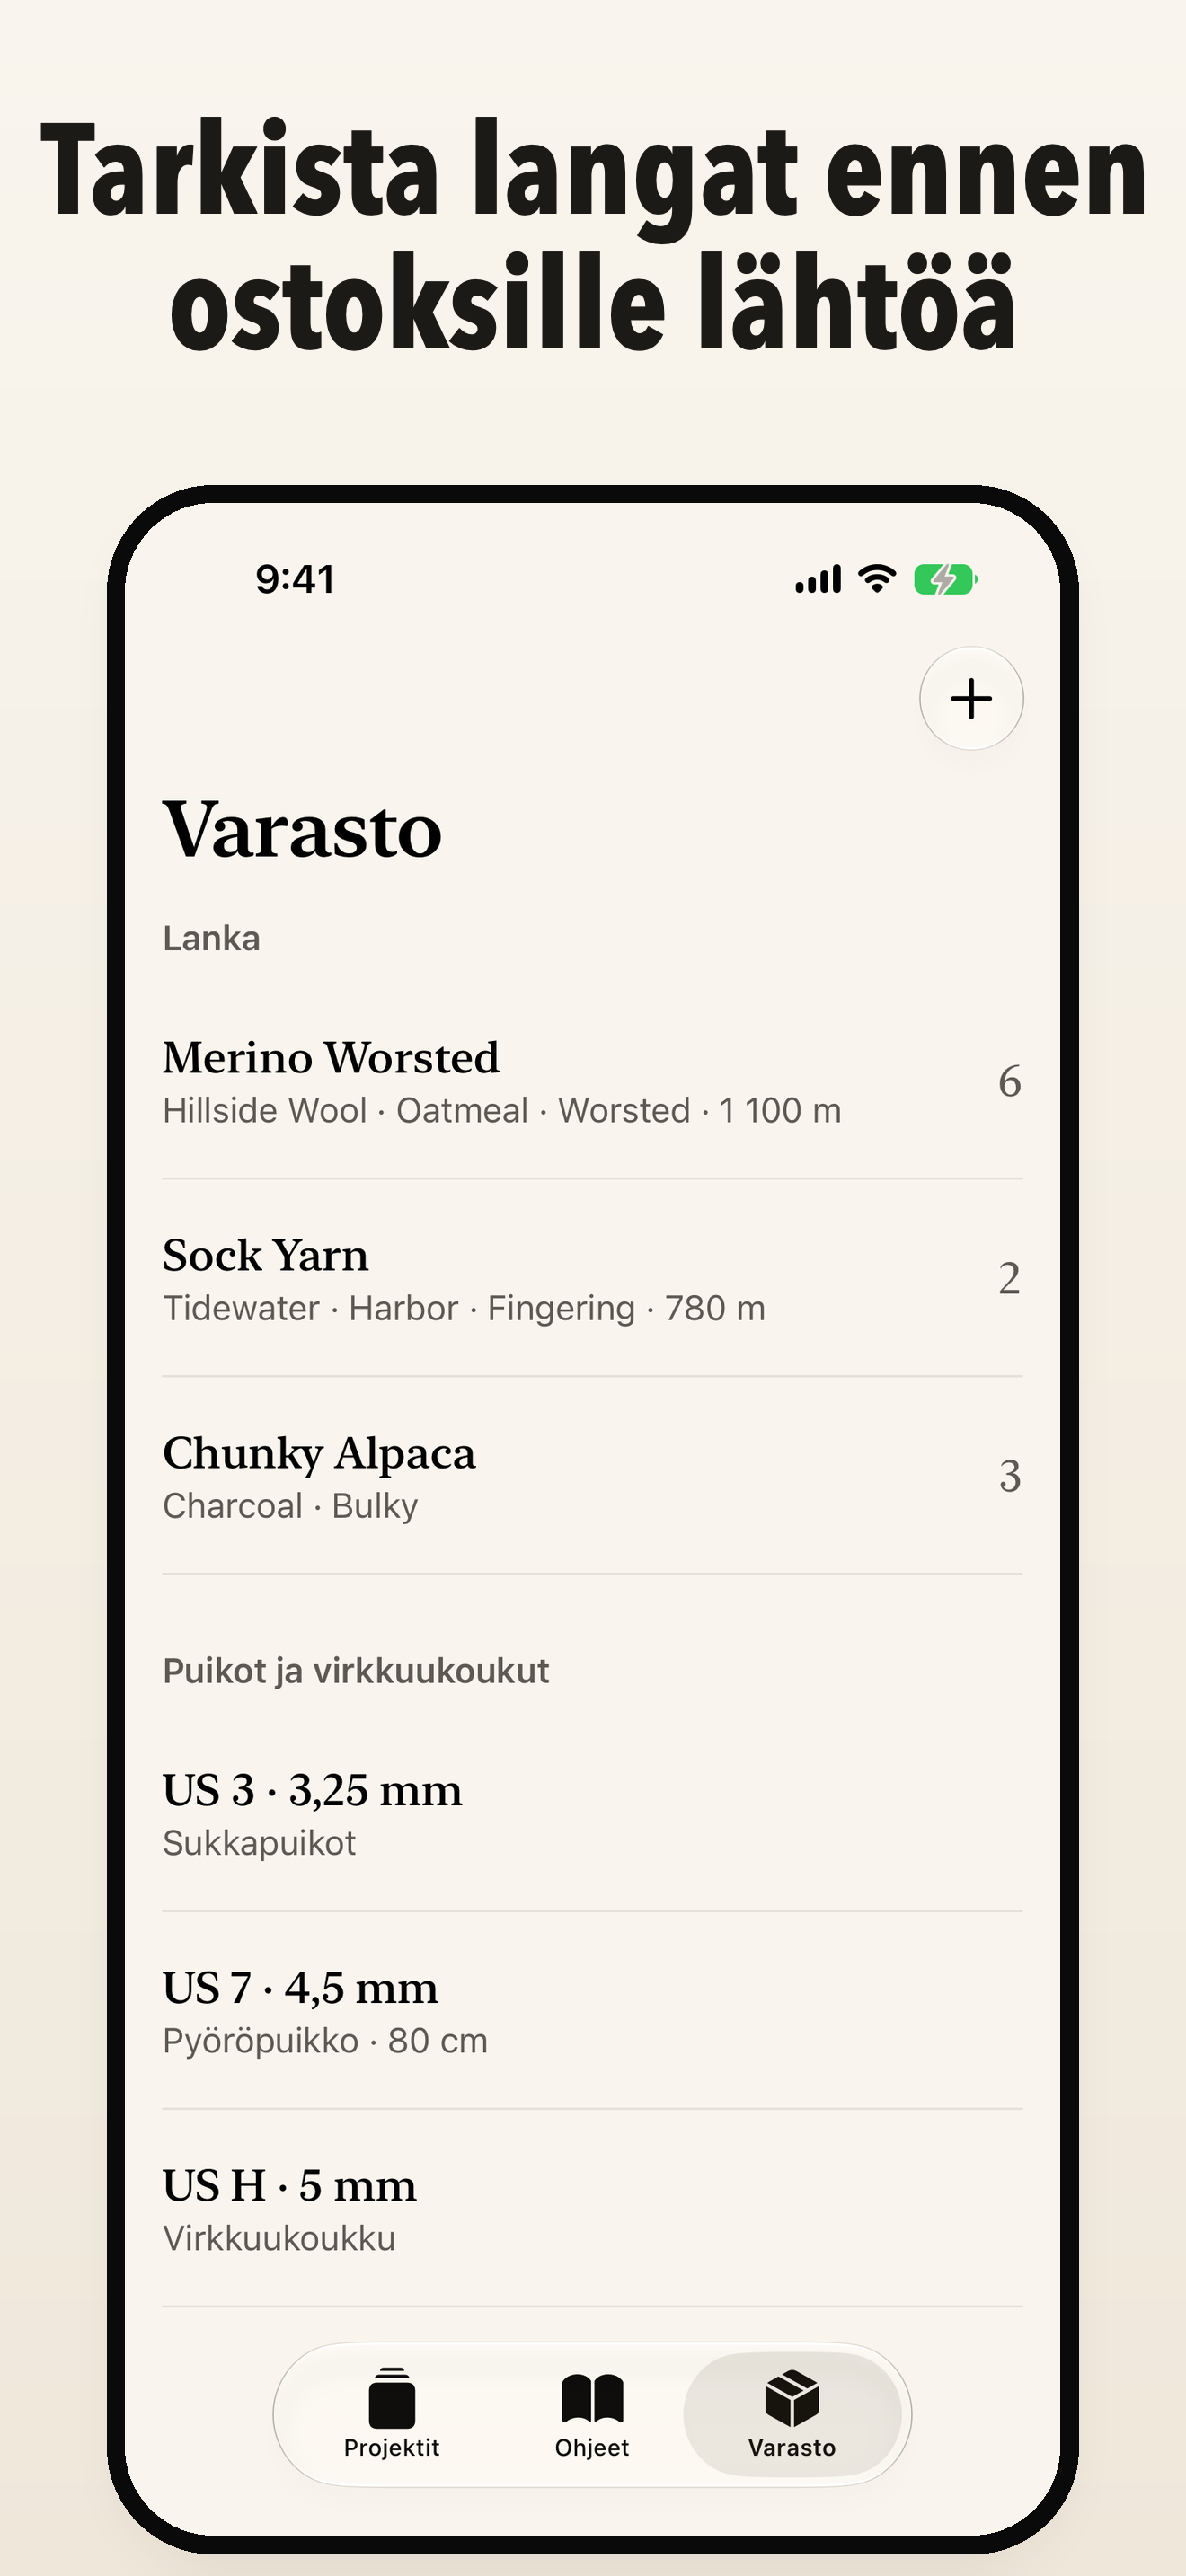 Tarkista langat ennen
ostoksille lähtöä
9:41
Varasto
Lanka
Merino Worsted
Hillside Wool · Oatmeal · Worsted · 1 100 m
6
Sock Yarn
Tidewater · Harbor · Fingering · 780 m
2
Chunky Alpaca
Charcoal · Bulky
3
Puikot ja virkkuukoukut
US 3 · 3,25 mm
Sukkapuikot
US 7 · 4,5 mm
Pyöröpuikko · 80 cm
US H · 5 mm
Virkkuukoukku
Projektit
Ohjeet
Varasto